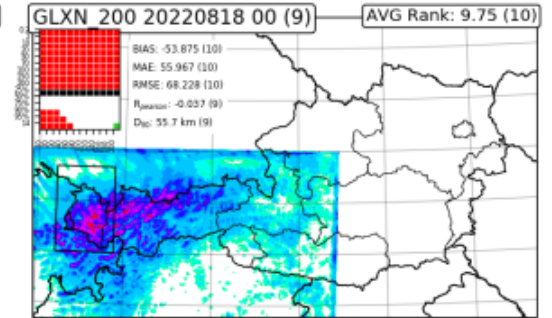 GLXN_200 20220818 00 (9)
AVG Rank: 9.75 (10)
BIAS: -53.875 (10)
MAE: 55.967 (10)
RMSE: 68.228 (10)
Rpearson: -0.037 (9)
D90: 55.7 km (9)